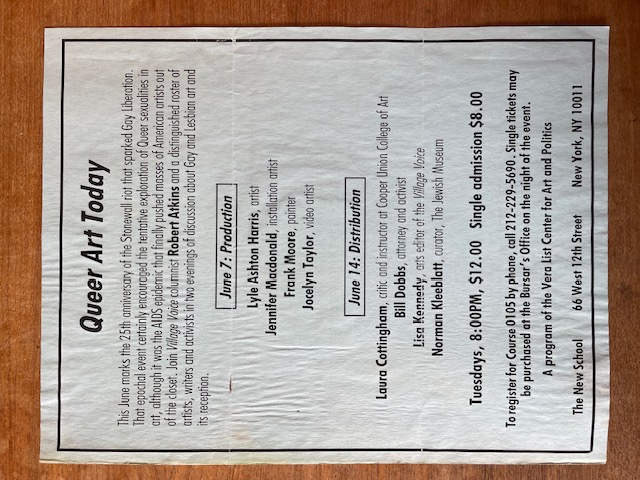 Queer Art Today
This June marks the 25th anniversary of the Stonewall riot that sparked Gay Liberation.
That epochal event certainly encouraged the tentative exploration of Queer sexualities in
art, although it was the AIDS epidemic that finally pushed masses of American artists out
of the closet. Join Village Voice columnist Robert Atkins and a distinguished roster of
artists, writers and activists in two evenings of discussion about Gay and Lesbian art and
its reception.
June 7: Production
Lyle Ashton Harris, artist
Jennifer Macdonald, installation artist
Frank Moore, painter
Jocelyn Taylor, video artist
June 14: Distribution
Laura Cottingham, critic and instructor at Cooper Union College of Art
Bill Dobbs, attorney and activist
Lisa Kennedy, arts editor of the Village Voice
Norman Kleeblatt, curator, The Jewish Museum
Tuesdays, 8:00PM, $12.00 Single admission $8.00
To register for Course 0105 by phone, call 212-229-5690. Single tickets may
be purchased at the Bursar's Office on the night of the event.
A program of the Vera List Center for Art and Politics
The New School 66 West 12th Street New York, NY 10011